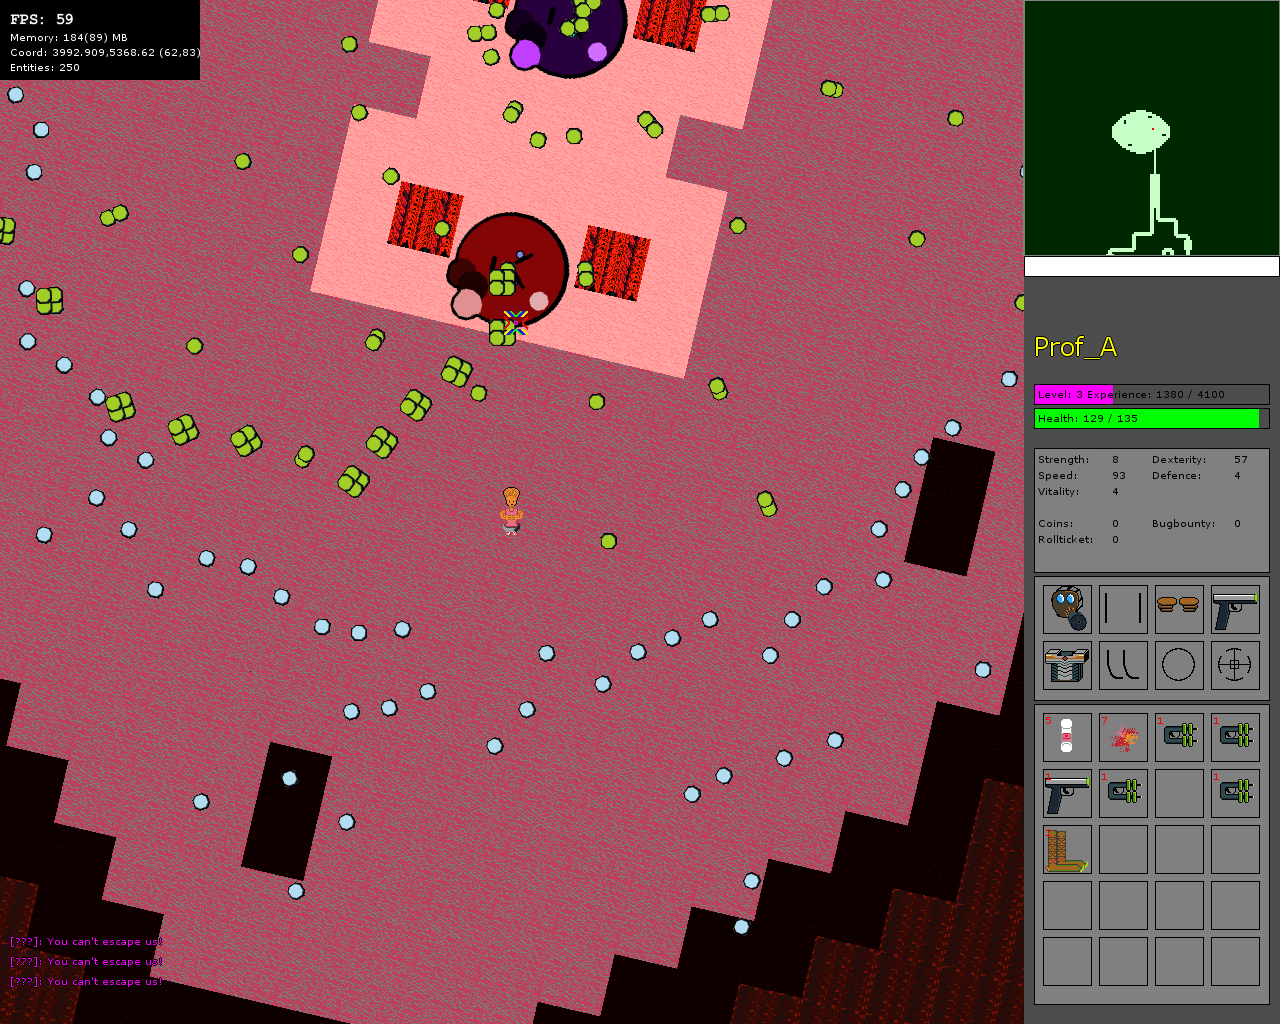 FPS: 59
Memory: 184(89) MB
Coord: 3992.909,5368.62 (62,83)
Entities: 250
Prof_A
Level: 3 Experience: 1380 / 4100
Health: 129 / 135
Strength: 8 Dexterity: 57
Speed: 93 Defence: 4
Vitality: 4
Coins: 0 Bugbounty: 0
Rollticket: 0
5 7 1 1
1 1 1
1
[???]: You can't escape us!
[???]: You can't escape us!
[???]: You can't escape us!